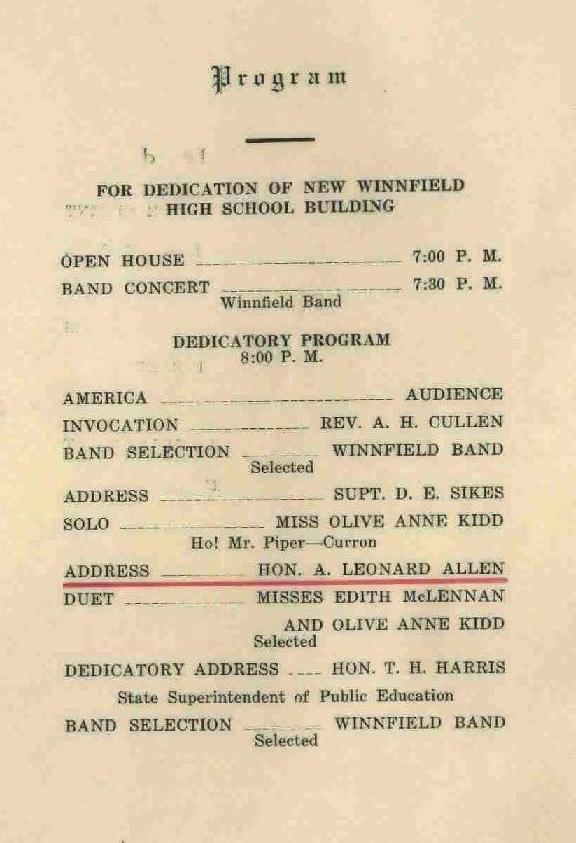 Program
FOR DEDICATION OF NEW WINNFIELD
HIGH SCHOOL BUILDING
OPEN HOUSE 7:00 P. M.
BAND CONCERT 7:30 P. M.
Winnfield Band
DEDICATORY PROGRAM
8:00 P. M.
AMERICA AUDIENCE
INVOCATION REV. A. H. CULLEN
BAND SELECTION WINNFIELD BAND
Selected
ADDRESS SUPT. D. E. SIKES
SOLO MISS OLIVE ANNE KIDD
Ho! Mr. Piper—Curron
ADDRESS HON. A. LEONARD ALLEN
DUET MISSES EDITH McLENNAN
AND OLIVE ANNE KIDD
Selected
DEDICATORY ADDRESS HON. T. H. HARRIS
State Superintendent of Public Education
BAND SELECTION WINNFIELD BAND
Selected